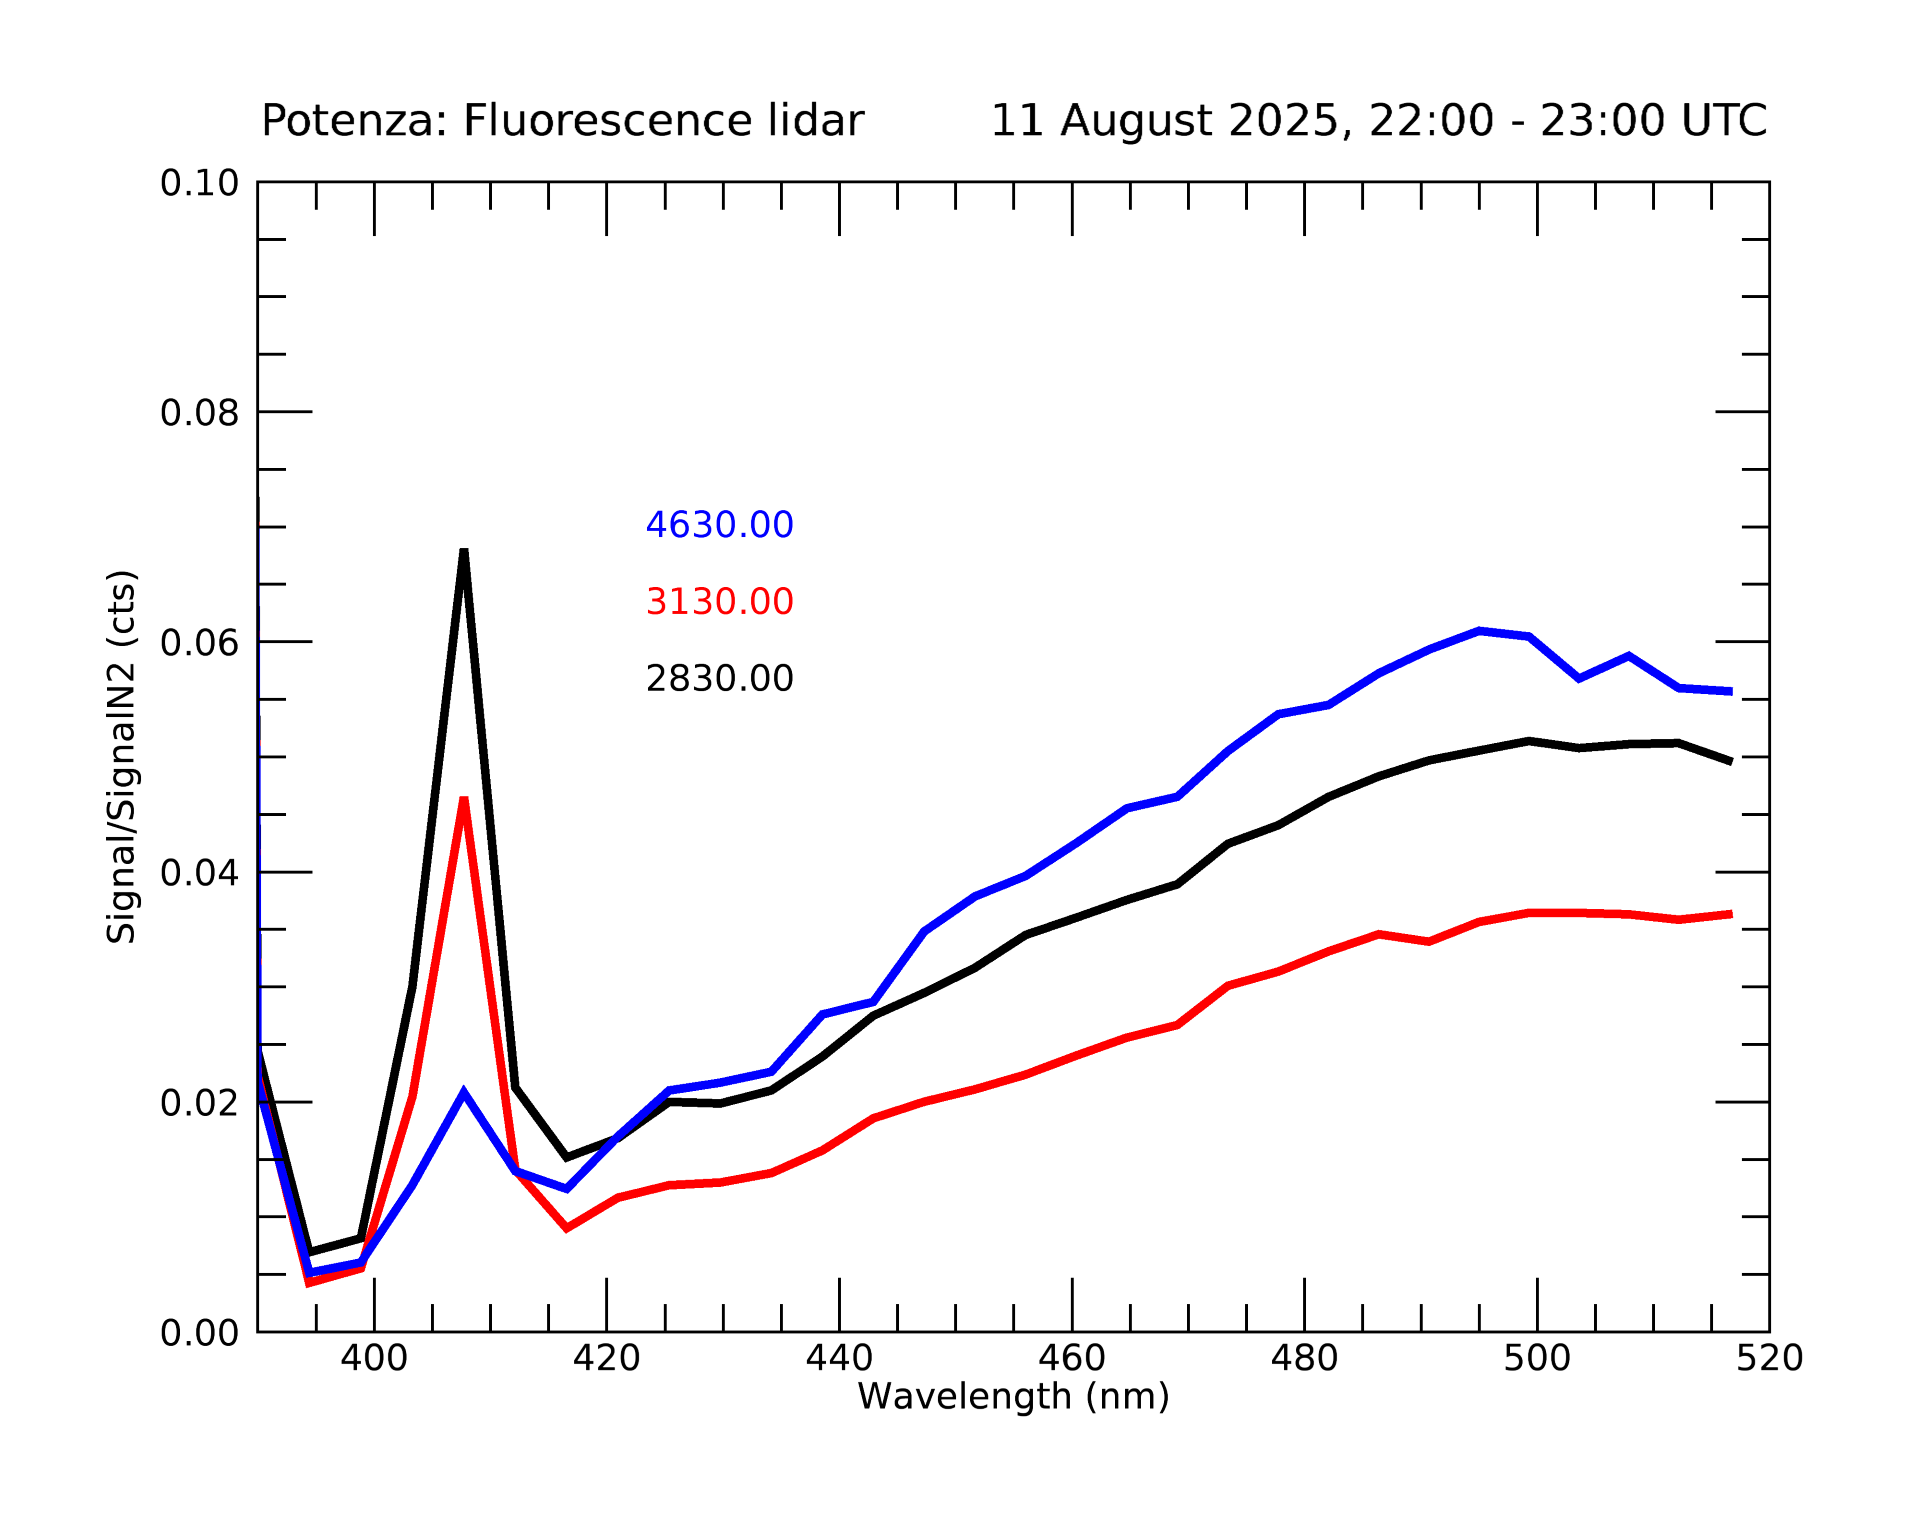 Potenza: Fluorescence lidar 11 August 2025, 22:00 - 23:00 UTC
0.10
0.08
0.06
0.04
0.02
0.00
Signal/SignalN2 (cts)
4630.00
3130.00
2830.00
400 420 440 460 480 500 520
Wavelength (nm)